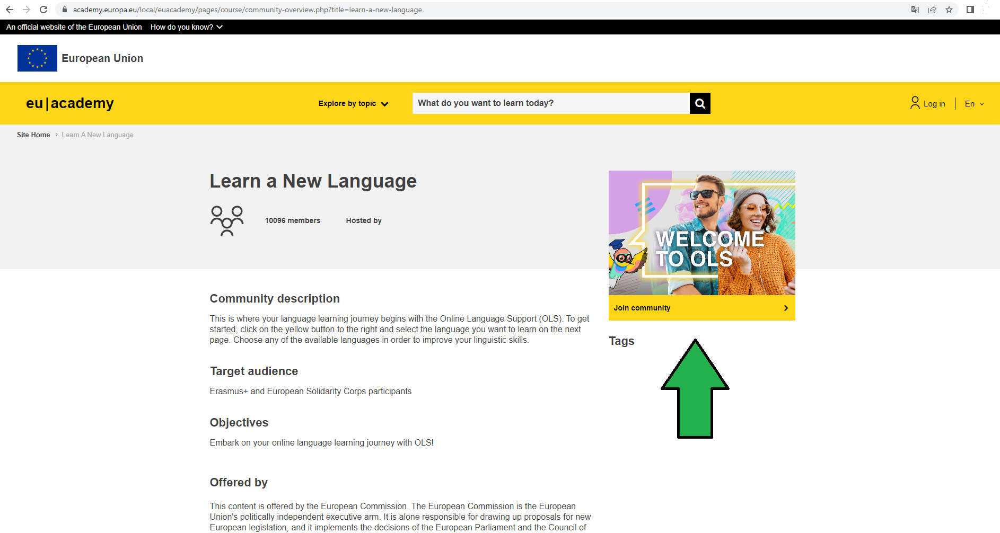 academy.europa.eu/local/euacademy/pages/course/community-overview.php?title=learn-a-new-language
An official website of the European Union How do you know?
European Union
eu|academy
Explore by topic
What do you want to learn today?
Log in
En
Site Home > Learn A New Language
Learn a New Language
10096 members
Hosted by
WELCOME
TO OLS
Join community
Tags
Community description
This is where your language learning journey begins with the Online Language Support (OLS). To get
started, click on the yellow button to the right and select the language you want to learn on the next
page. Choose any of the available languages in order to improve your linguistic skills.
Target audience
Erasmus+ and European Solidarity Corps participants
Objectives
Embark on your online language learning journey with OLS!
Offered by
This content is offered by the European Commission. The European Commission is the European
Union's politically independent executive arm. It is alone responsible for drawing up proposals for new
European legislation, and it implements the decisions of the European Parliament and the Council of